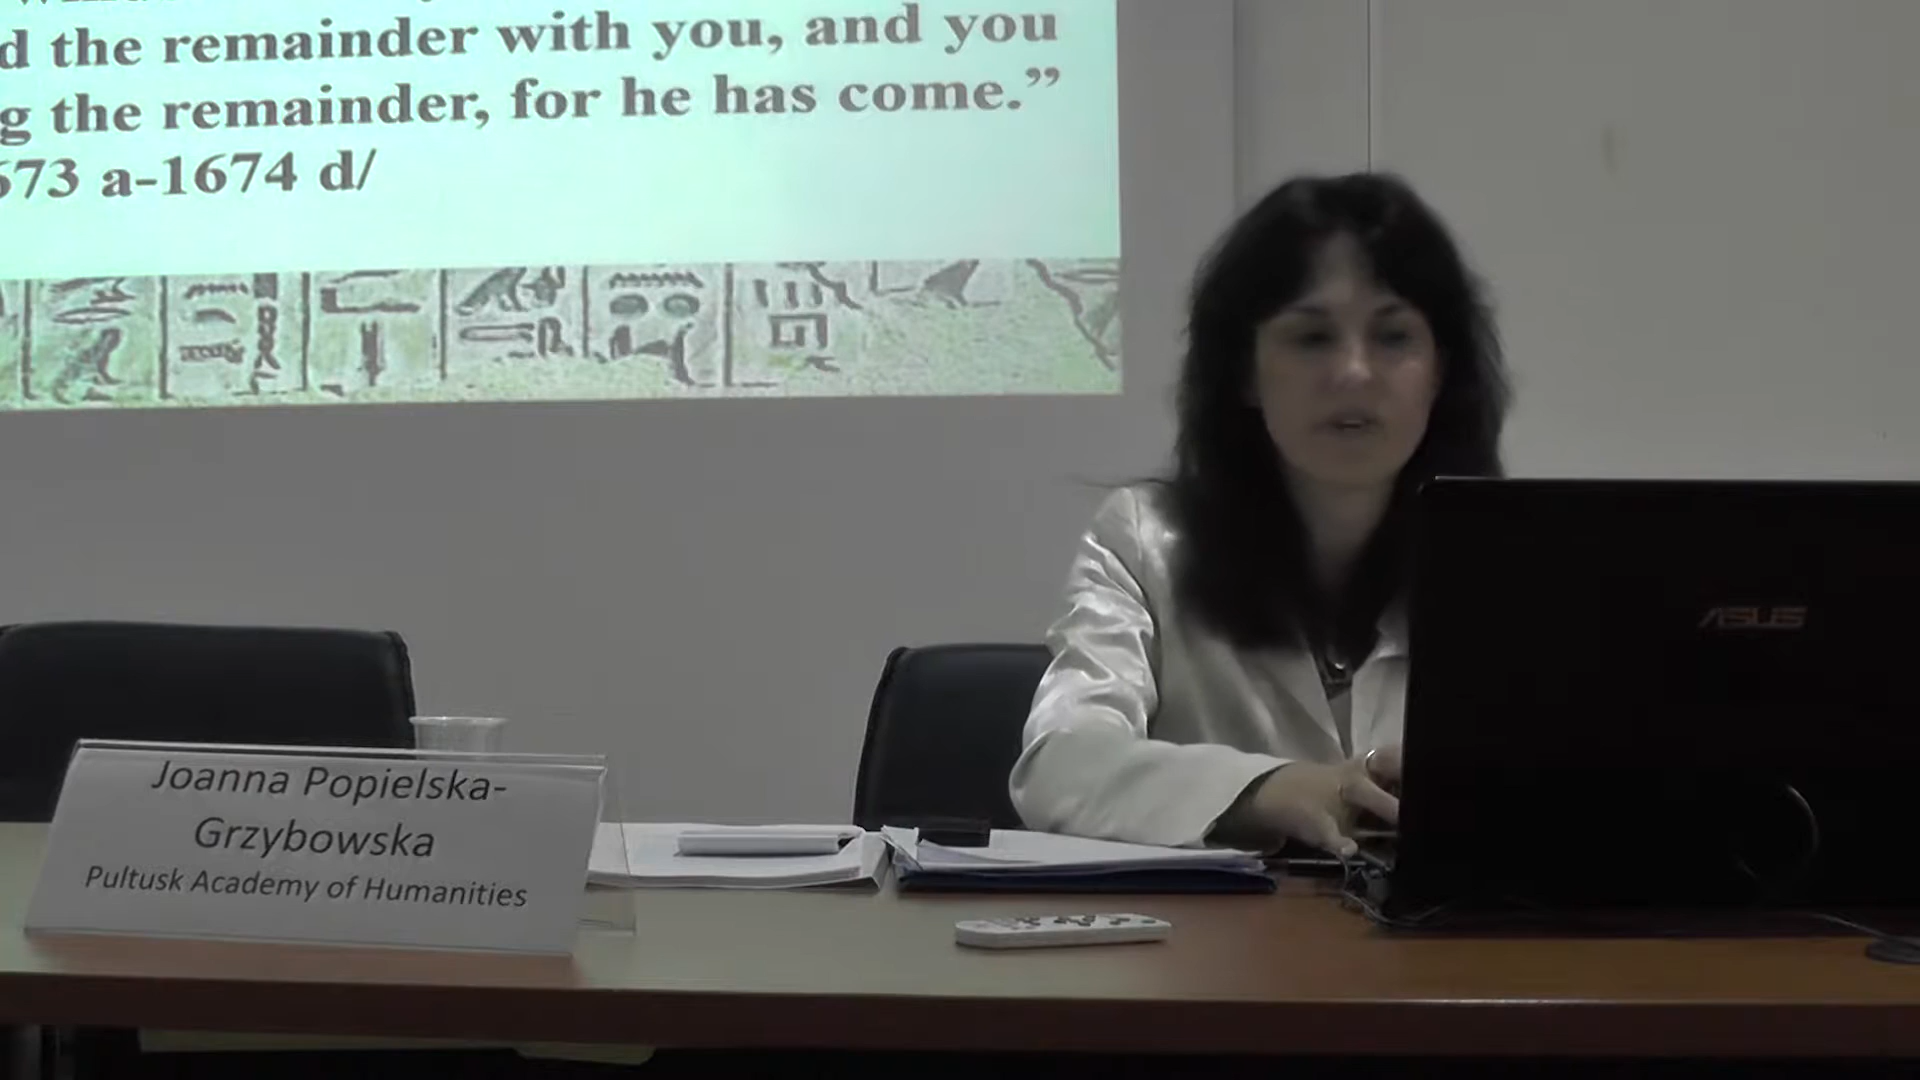 d the remainder with you, and you
g the remainder, for he has come.”
673 a-1674 d/
ASUS
Joanna Popielska-
Grzybowska
Pultusk Academy of Humanities